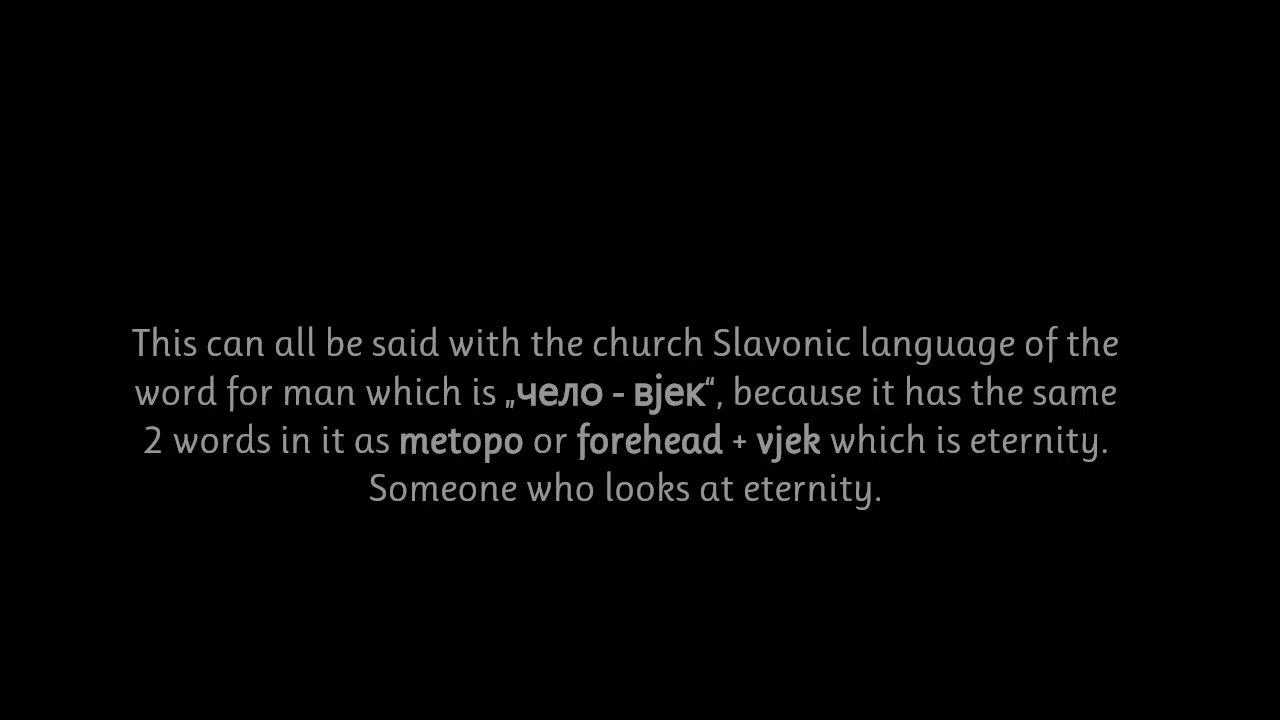 This can all be said with the church Slavonic language of the
word for man which is „чело - вјек“, because it has the same
2 words in it as metopo or forehead + vjek which is eternity.
Someone who looks at eternity.